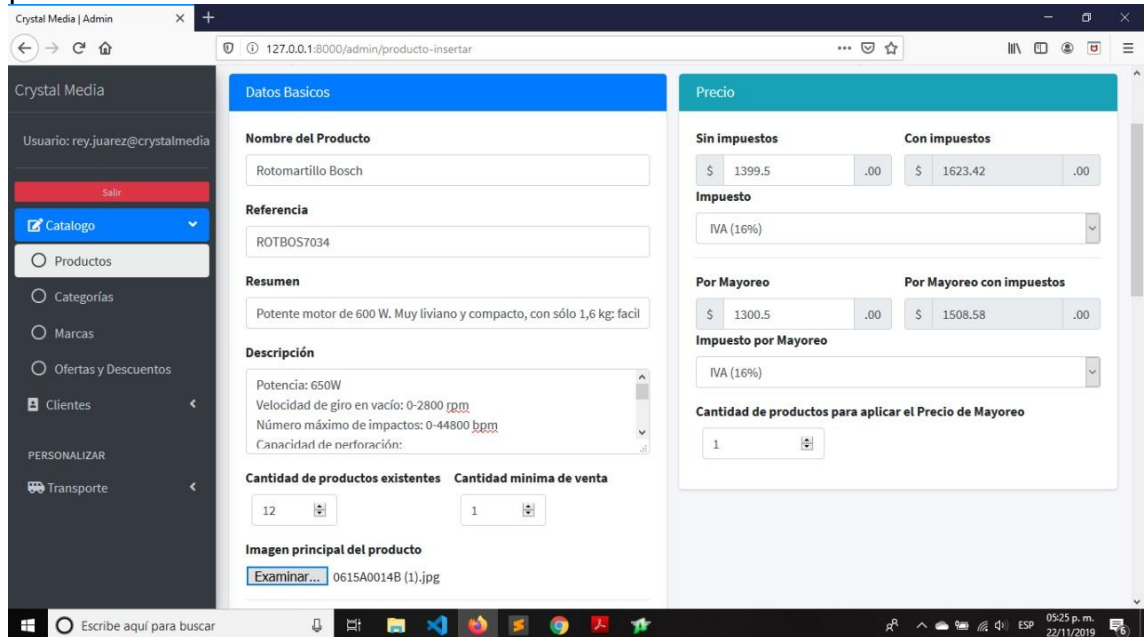 Crystal Media | Admin
127.0.0.1:8000/admin/producto-insertar
Crystal Media
Usuario: rey.juarez@crystalmedia
Salir
Catalogo
Productos
Categorías
Marcas
Ofertas y Descuentos
Clientes
PERSONALIZAR
Transporte
Datos Basicos
Nombre del Producto
Rotomartillo Bosch
Referencia
ROTBOS7034
Resumen
Potente motor de 600 W. Muy liviano y compacto, con sólo 1,6 kg: facil
Descripción
Potencia: 650W
Velocidad de giro en vacío: 0-2800 rpm
Número máximo de impactos: 0-44800 bpm
Capacidad de perforación:
Cantidad de productos existentes Cantidad minima de venta
12 1
Imagen principal del producto
Examinar... 0615A0014B (1).jpg
Precio
Sin impuestos Con impuestos
$ 1399.5 .00 $ 1623.42 .00
Impuesto
IVA (16%)
Por Mayoreo Por Mayoreo con impuestos
$ 1300.5 .00 $ 1508.58 .00
Impuesto por Mayoreo
IVA (16%)
Cantidad de productos para aplicar el Precio de Mayoreo
1
Escribe aquí para buscar
ESP
05:25 p. m.
22/11/2019
6